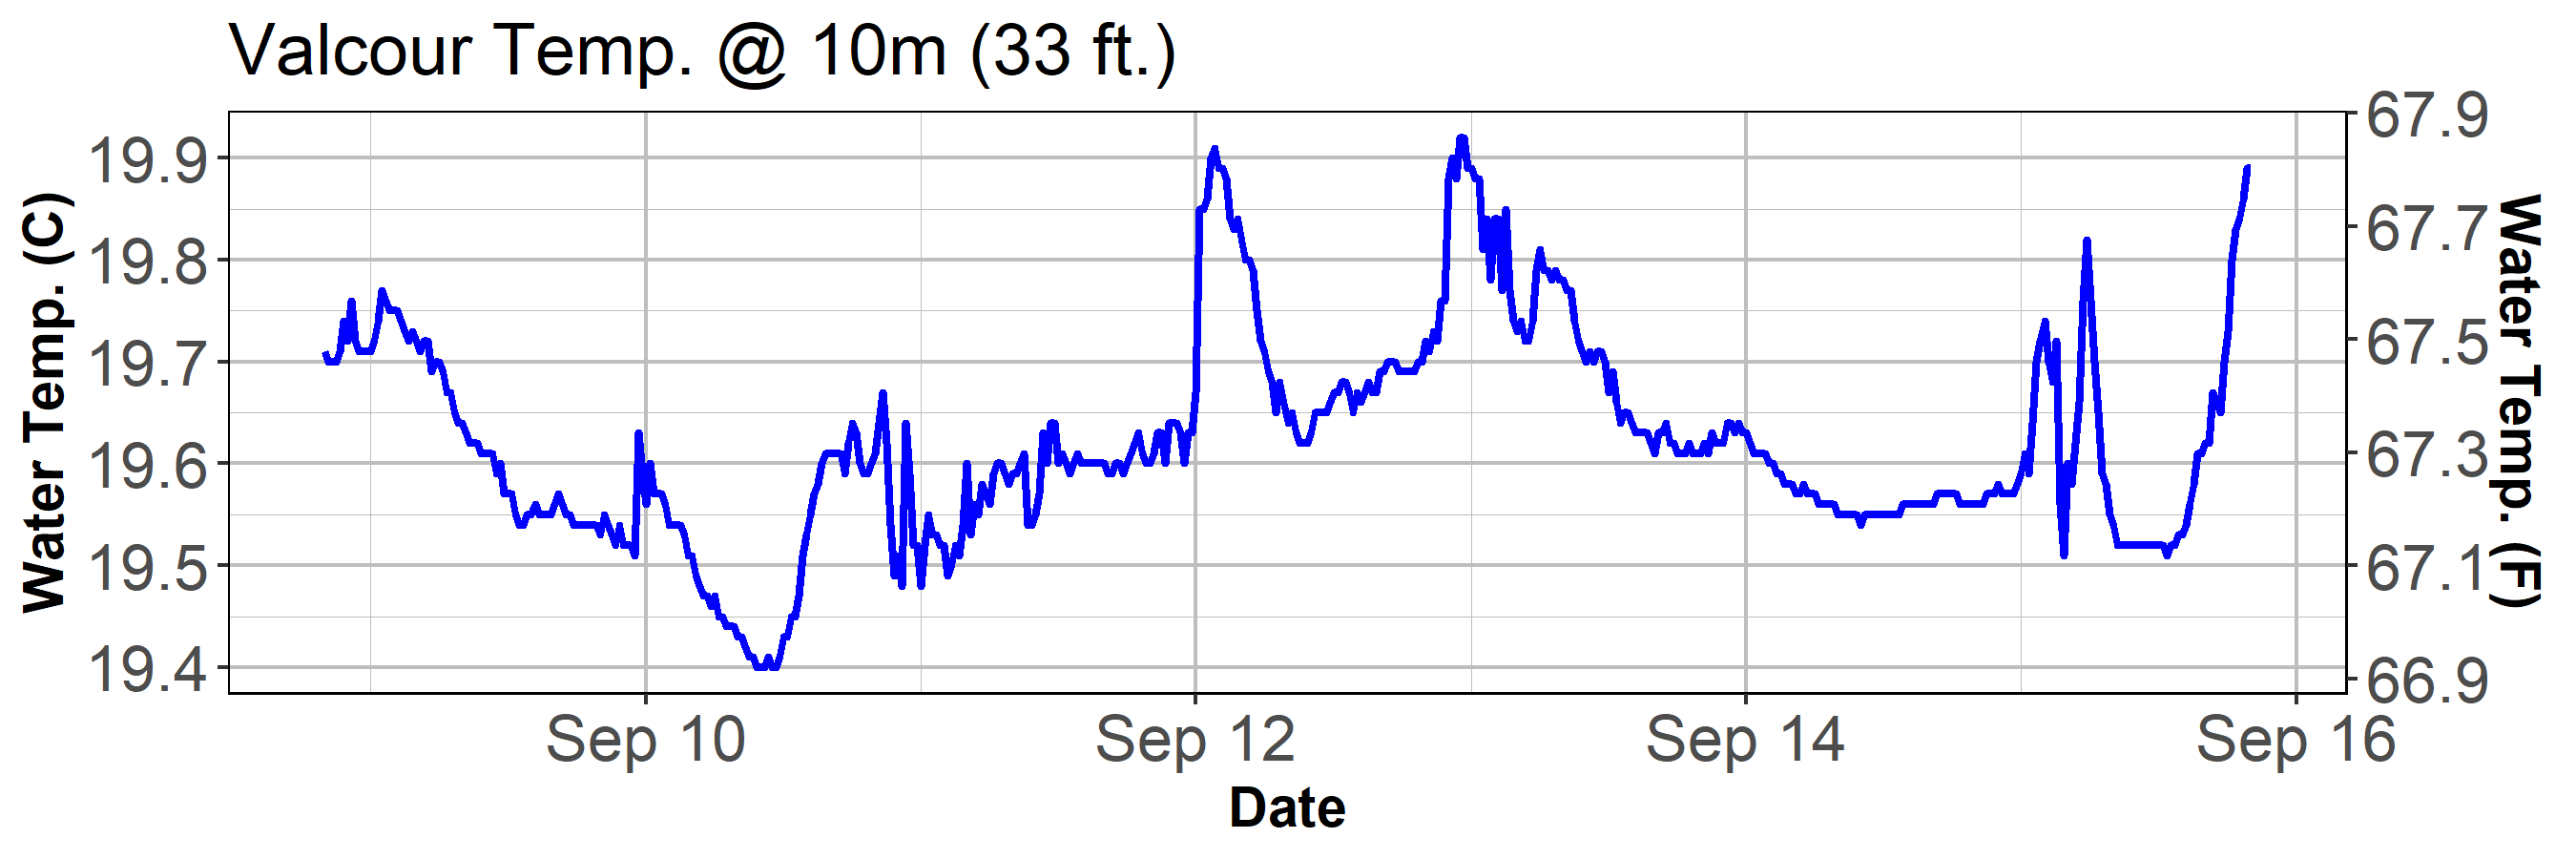 Valcour Temp. @ 10m (33 ft.)
Water Temp. (C)
19.9
19.8
19.7
19.6
19.5
19.4
67.9
67.7
67.5
67.3
67.1
66.9
Water Temp. (F)
Sep 10
Sep 12
Sep 14
Sep 16
Date